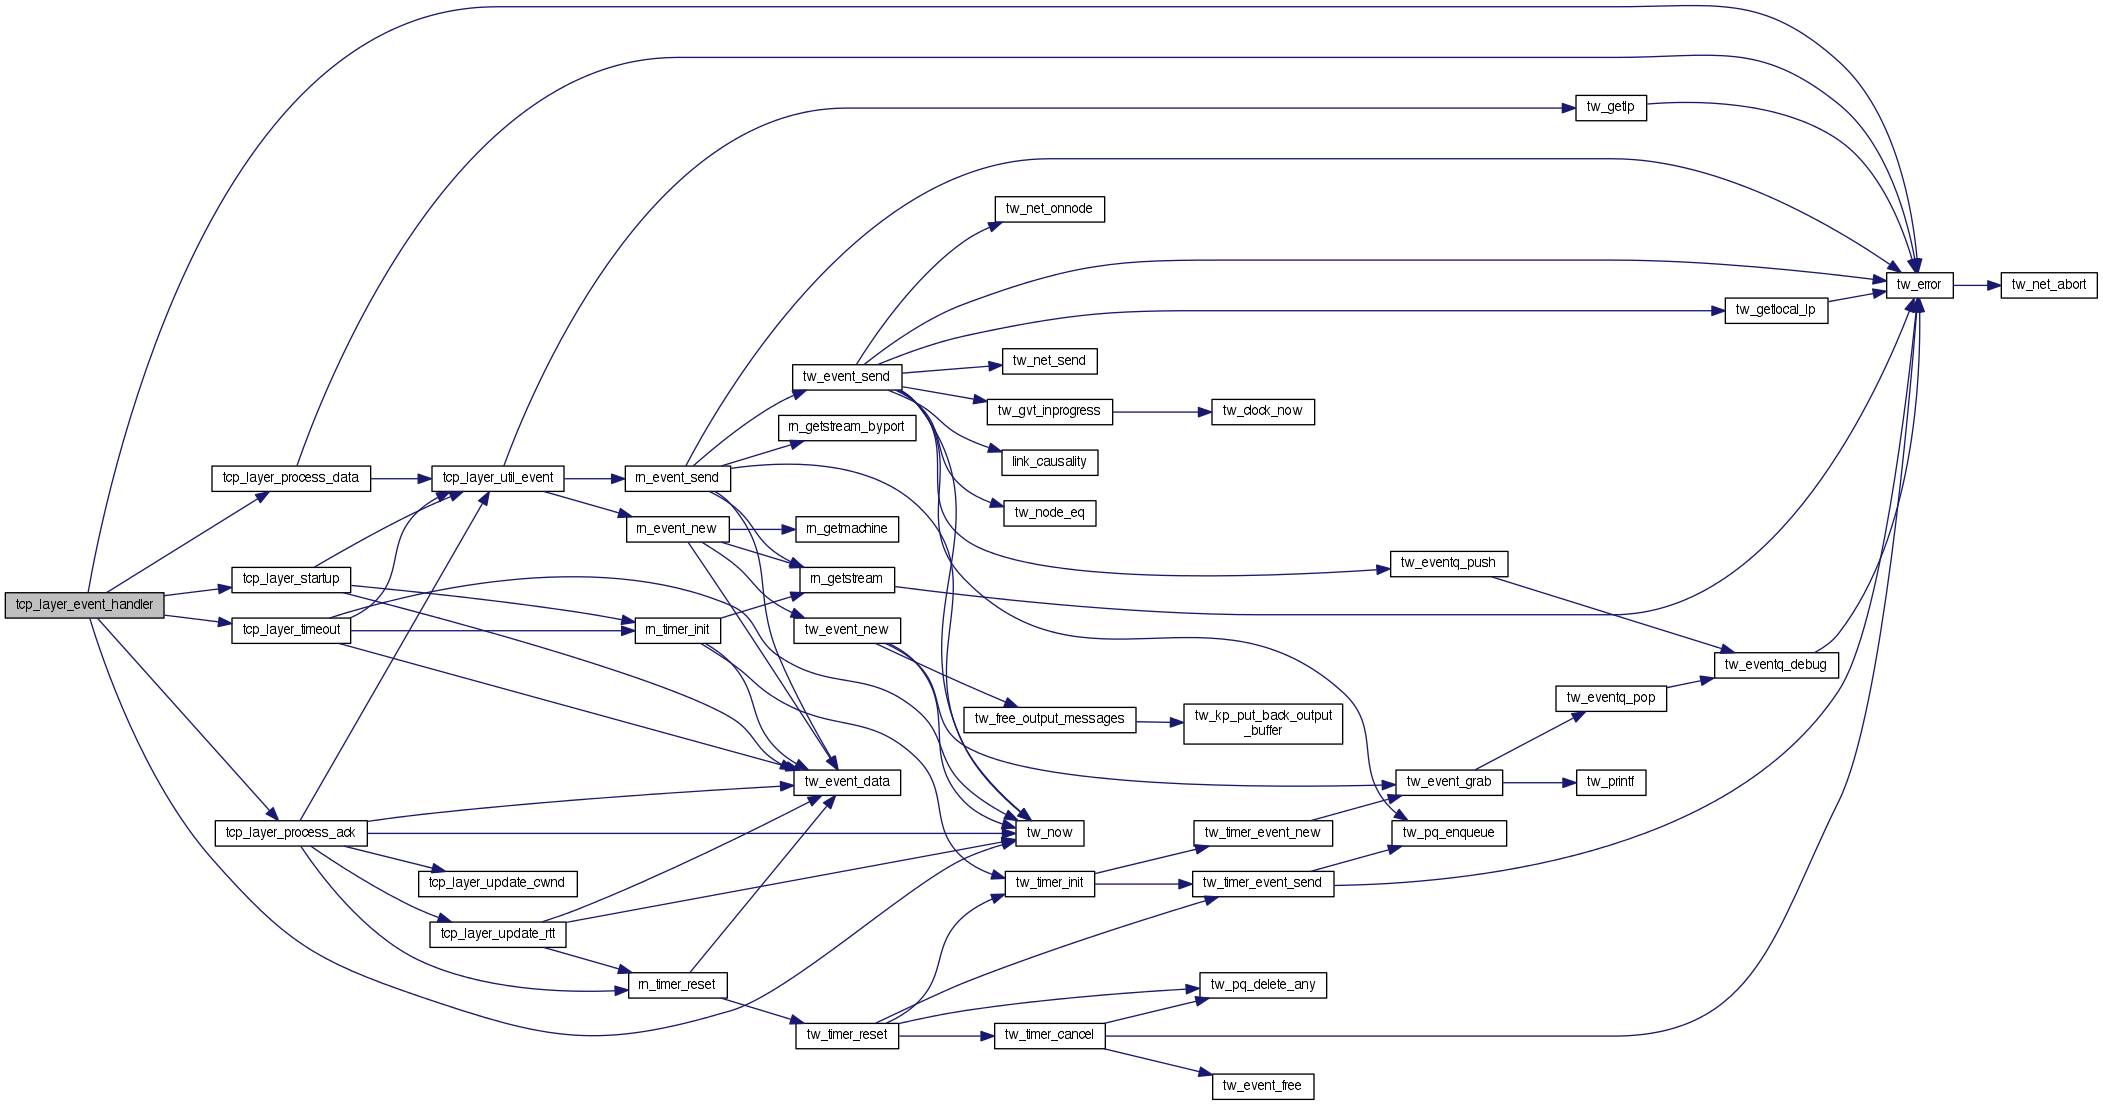 tw_getlp
tw_net_onnode
tw_error
tw_net_abort
tw_getlocal_lp
tw_net_send
tw_event_send
tw_gvt_inprogress
tw_clock_now
rn_getstream_byport
link_causality
tcp_layer_process_data
tcp_layer_util_event
rn_event_send
tw_node_eq
rn_event_new
rn_getmachine
tw_eventq_push
tcp_layer_startup
rn_getstream
tcp_layer_event_handler
tcp_layer_timeout
rn_timer_init
tw_event_new
tw_eventq_debug
tw_eventq_pop
tw_free_output_messages
tw_kp_put_back_output
_buffer
tw_event_data
tw_event_grab
tw_printf
tcp_layer_process_ack
tw_now
tw_timer_event_new
tw_pq_enqueue
tcp_layer_update_cwnd
tw_timer_init
tw_timer_event_send
tcp_layer_update_rtt
rn_timer_reset
tw_pq_delete_any
tw_timer_reset
tw_timer_cancel
tw_event_free